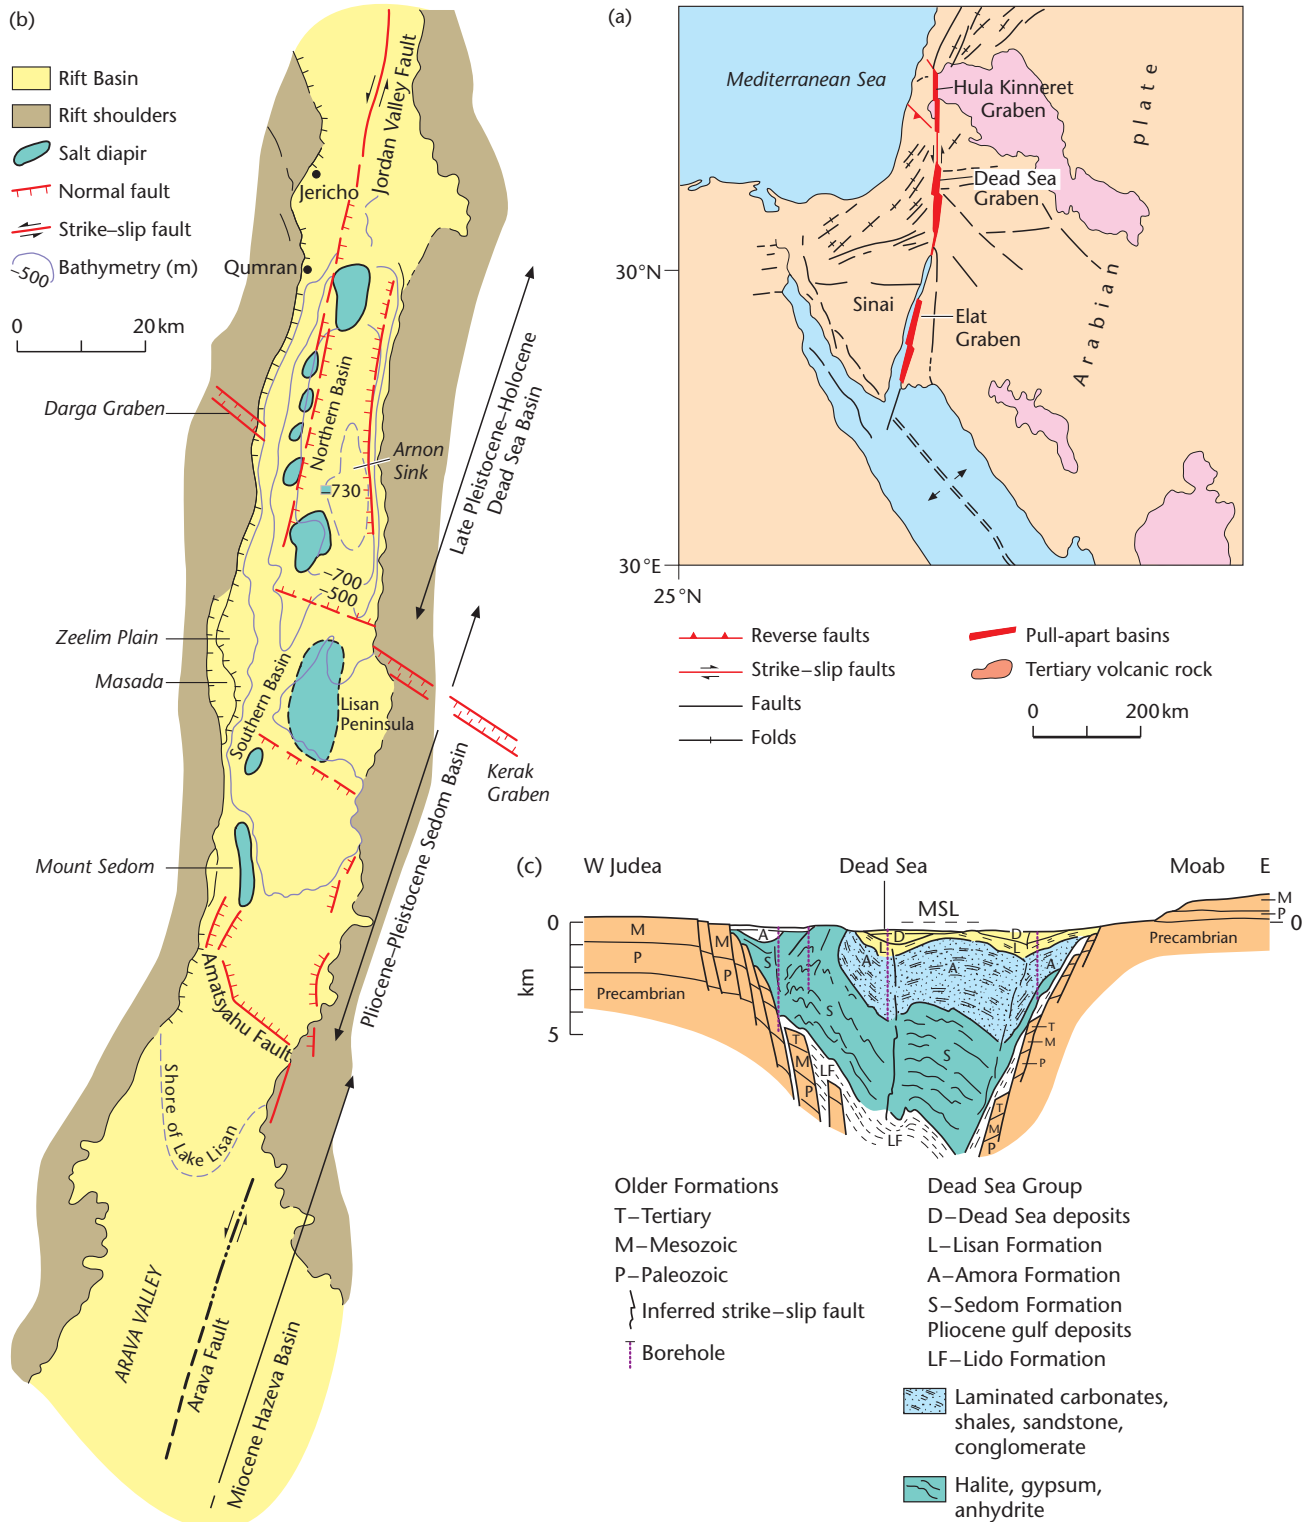 (b)
Rift Basin
Rift shoulders
Salt diapir
Normal fault
Strike–slip fault
–500
Bathymetry (m)
0
20 km
Jordan Valley Fault
Jericho
Qumran
Darga Graben
Northern Basin
Arnon
Sink
–730
Late Pleistocene–Holocene
Dead Sea Basin
–700
–500
Zeelim Plain
Masada
Southern Basin
Lisan
Peninsula
Kerak
Graben
Pliocene–Pleistocene Sedom Basin
Mount Sedom
Amatsyahu Fault
Shore of Lake Lisan
ARAVA VALLEY
Arava Fault
Miocene Hazeva Basin
(a)
Mediterranean Sea
Hula Kinneret
Graben
plate
Dead Sea
Graben
30°N
Sinai
Elat
Graben
Arabian
30°E
25°N
Reverse faults
Strike–slip faults
Faults
Folds
Pull-apart basins
Tertiary volcanic rock
0
200 km
(c)
W Judea
Dead Sea
Moab
E
MSL
0
km
5
M
P
Precambrian
M
P
A
S
S
L
D
A
A
D
L
A
S
T
M
P
LF
LF
T
M
P
T
M
P
M
P
0
Precambrian
Older Formations
T–Tertiary
M–Mesozoic
P–Paleozoic
Inferred strike–slip fault
Borehole
Dead Sea Group
D–Dead Sea deposits
L–Lisan Formation
A–Amora Formation
S–Sedom Formation
Pliocene gulf deposits
LF–Lido Formation
Laminated carbonates,
shales, sandstone,
conglomerate
Halite, gypsum,
anhydrite